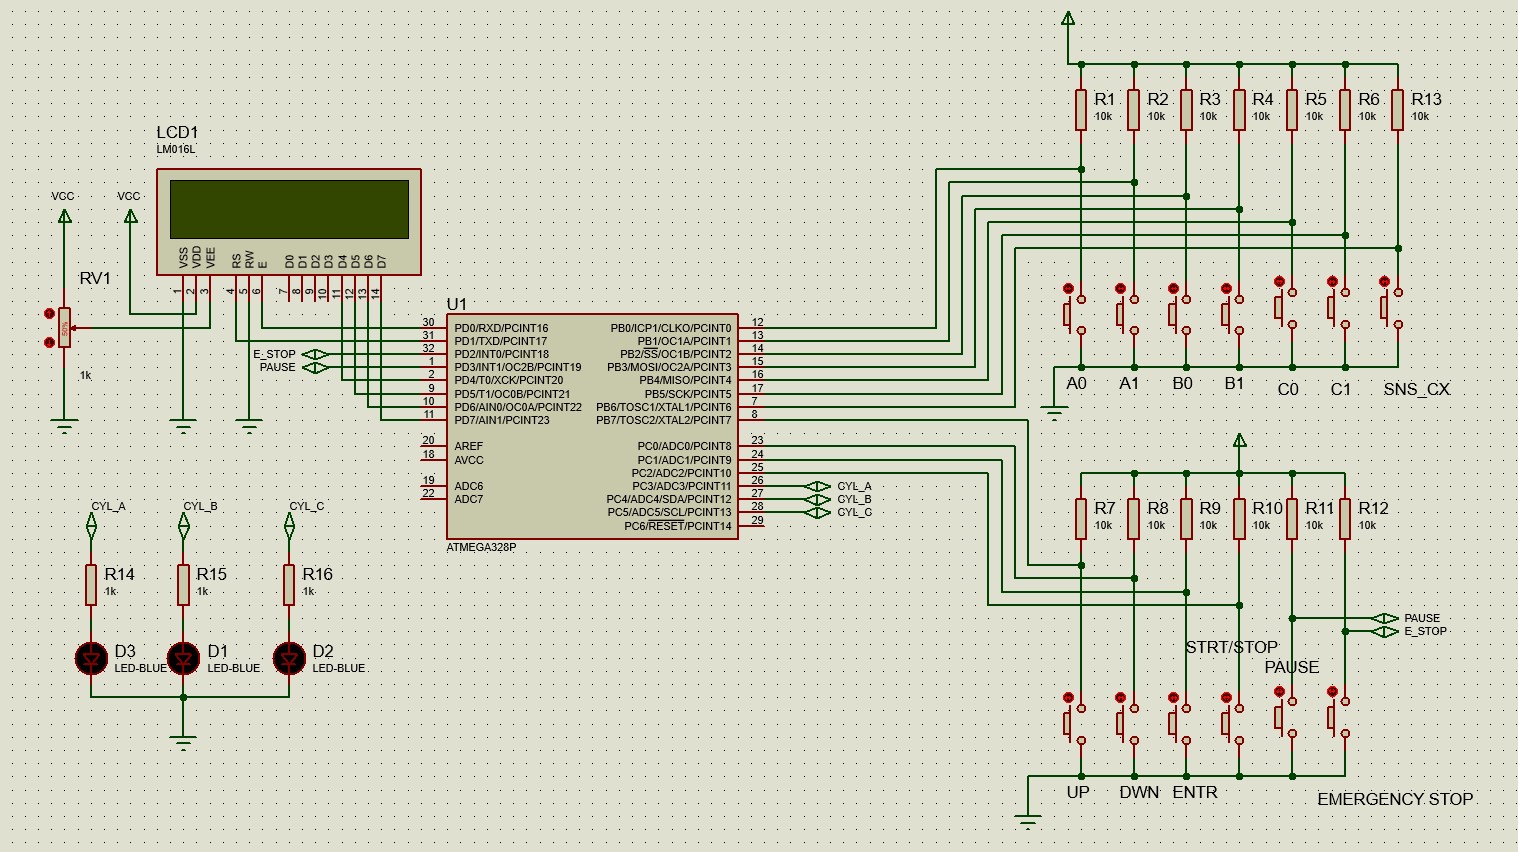 R1
10k
R2
10k
R3
10k
R4
10k
R5
10k
R6
10k
R13
10k
LCD1
LM016L
VCC
VCC
VSS
VDD
VEE
RS
RW
E
D0
D1
D2
D3
D4
D5
D6
D7
1
2
3
4
5
6
7
8
9
10
11
12
13
14
RV1
50%
1k
U1
30 PD0/RXD/PCINT16
31 PD1/TXD/PCINT17
E_STOP 32 PD2/INT0/PCINT18
PAUSE 1 PD3/INT1/OC2B/PCINT19
2 PD4/T0/XCK/PCINT20
9 PD5/T1/OC0B/PCINT21
10 PD6/AIN0/OC0A/PCINT22
11 PD7/AIN1/PCINT23
20 AREF
18 AVCC
19 ADC6
22 ADC7
PB0/ICP1/CLKO/PCINT0 12
PB1/OC1A/PCINT1 13
PB2/SS/OC1B/PCINT2 14
PB3/MOSI/OC2A/PCINT3 15
PB4/MISO/PCINT4 16
PB5/SCK/PCINT5 17
PB6/TOSC1/XTAL1/PCINT6 7
PB7/TOSC2/XTAL2/PCINT7 8
PC0/ADC0/PCINT8 23
PC1/ADC1/PCINT9 24
PC2/ADC2/PCINT10 25
PC3/ADC3/PCINT11 26 CYL_A
PC4/ADC4/SDA/PCINT12 27 CYL_B
PC5/ADC5/SCL/PCINT13 28 CYL_C
PC6/RESET/PCINT14 29
ATMEGA328P
A0
A1
B0
B1
C0
C1
SNS_CX
CYL_A
CYL_B
CYL_C
R14
1k
R15
1k
R16
1k
D3
LED-BLUE
D1
LED-BLUE
D2
LED-BLUE
R7
10k
R8
10k
R9
10k
R10
10k
R11
10k
R12
10k
PAUSE
E_STOP
STRT/STOP
PAUSE
UP
DWN
ENTR
EMERGENCY STOP